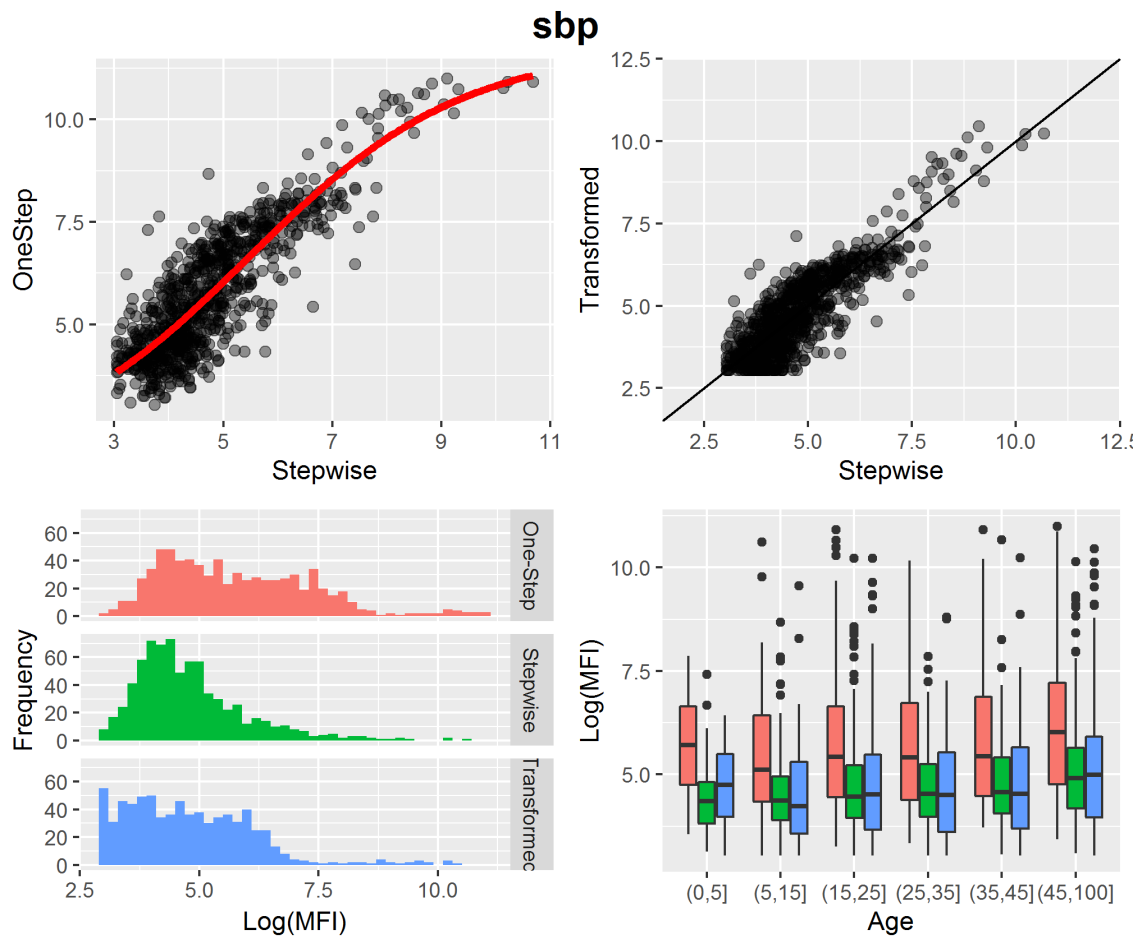 sbp
OneStep
10.0
7.5
5.0
3 5 7 9 11
Stepwise
Transformed
12.5
10.0
7.5
5.0
2.5
2.5 5.0 7.5 10.0 12.5
Stepwise
Frequency
60
40
20
0
One-Step
60
40
20
0
Stepwise
60
40
20
0
Transformed
2.5 5.0 7.5 10.0
Log(MFI)
Log(MFI)
10.0
7.5
5.0
(0,5] (5,15] (15,25] (25,35] (35,45] (45,100]
Age